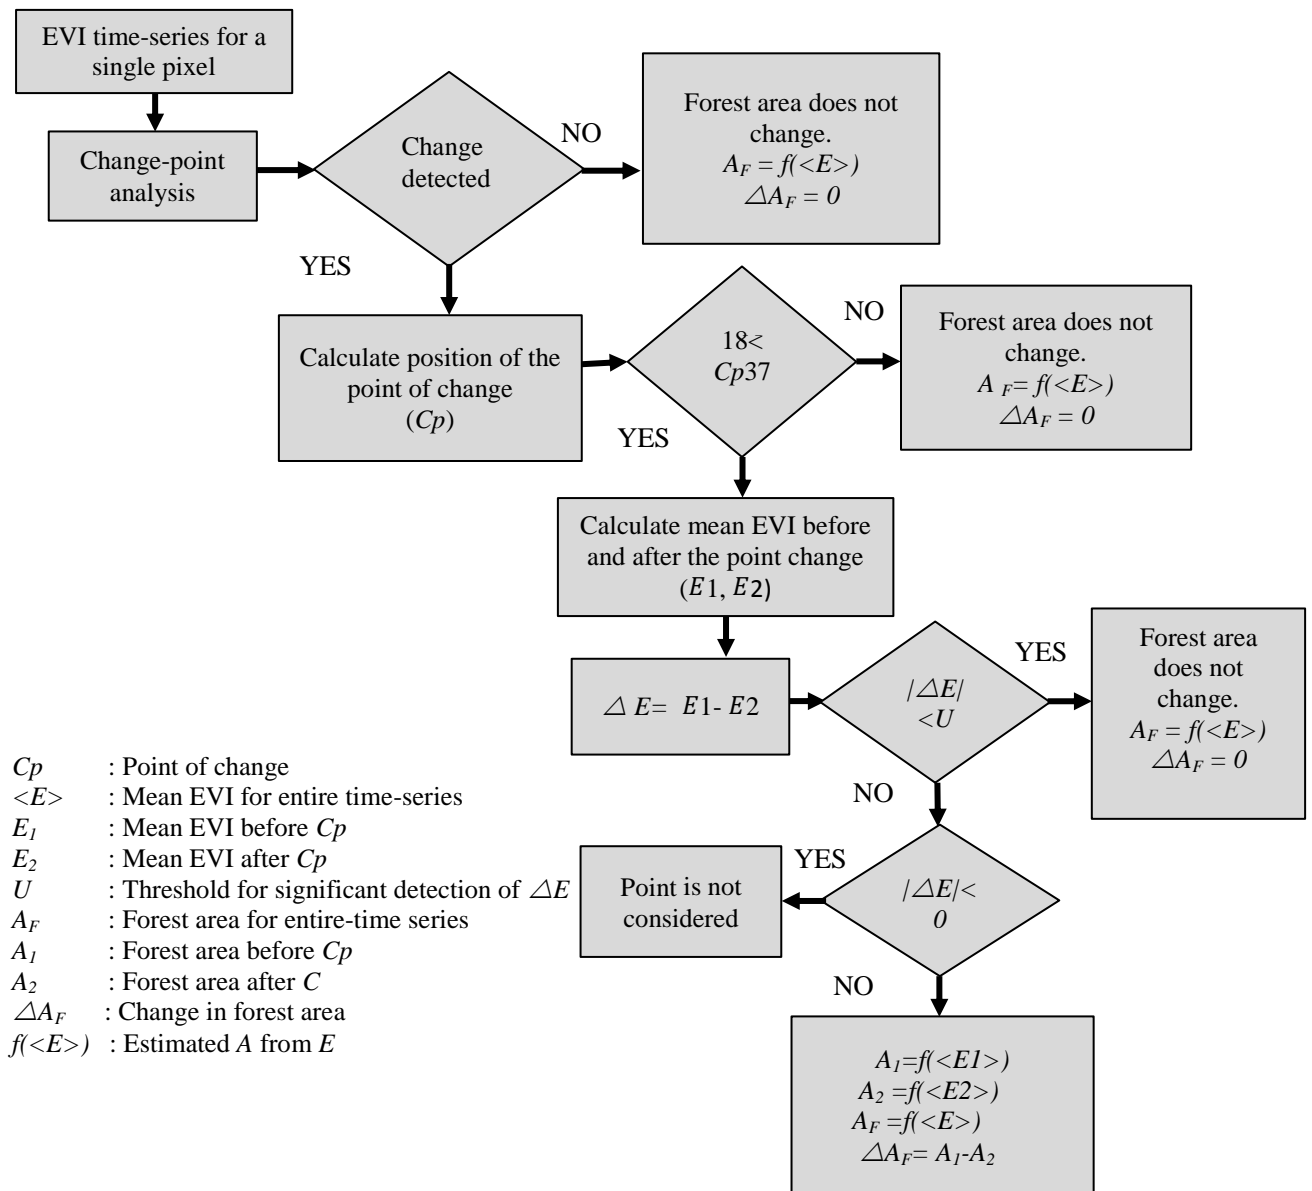 EVI time-series for a
single pixel
Change-point
analysis
Change
detected
NO
Forest area does not
change.
A_F = f(<E>)
△A_F = 0
YES
Calculate position of the
point of change
(Cp)
18<
Cp37
NO
Forest area does not
change.
A F= f(<E>)
△A_F = 0
YES
Calculate mean EVI before
and after the point change
(E1, E2)
△ E= E1- E2
|△E|
<U
YES
Forest area
does not
change.
A_F = f(<E>)
△A_F = 0
NO
|△E|<
0
YES
Point is not
considered
NO
A_1=f(<E1>)
A_2 =f(<E2>)
A_F =f(<E>)
△A_F= A_1-A_2
Cp : Point of change
<E> : Mean EVI for entire time-series
E_1 : Mean EVI before Cp
E_2 : Mean EVI after Cp
U : Threshold for significant detection of △E
A_F : Forest area for entire-time series
A_1 : Forest area before Cp
A_2 : Forest area after C
△A_F : Change in forest area
f(<E>) : Estimated A from E